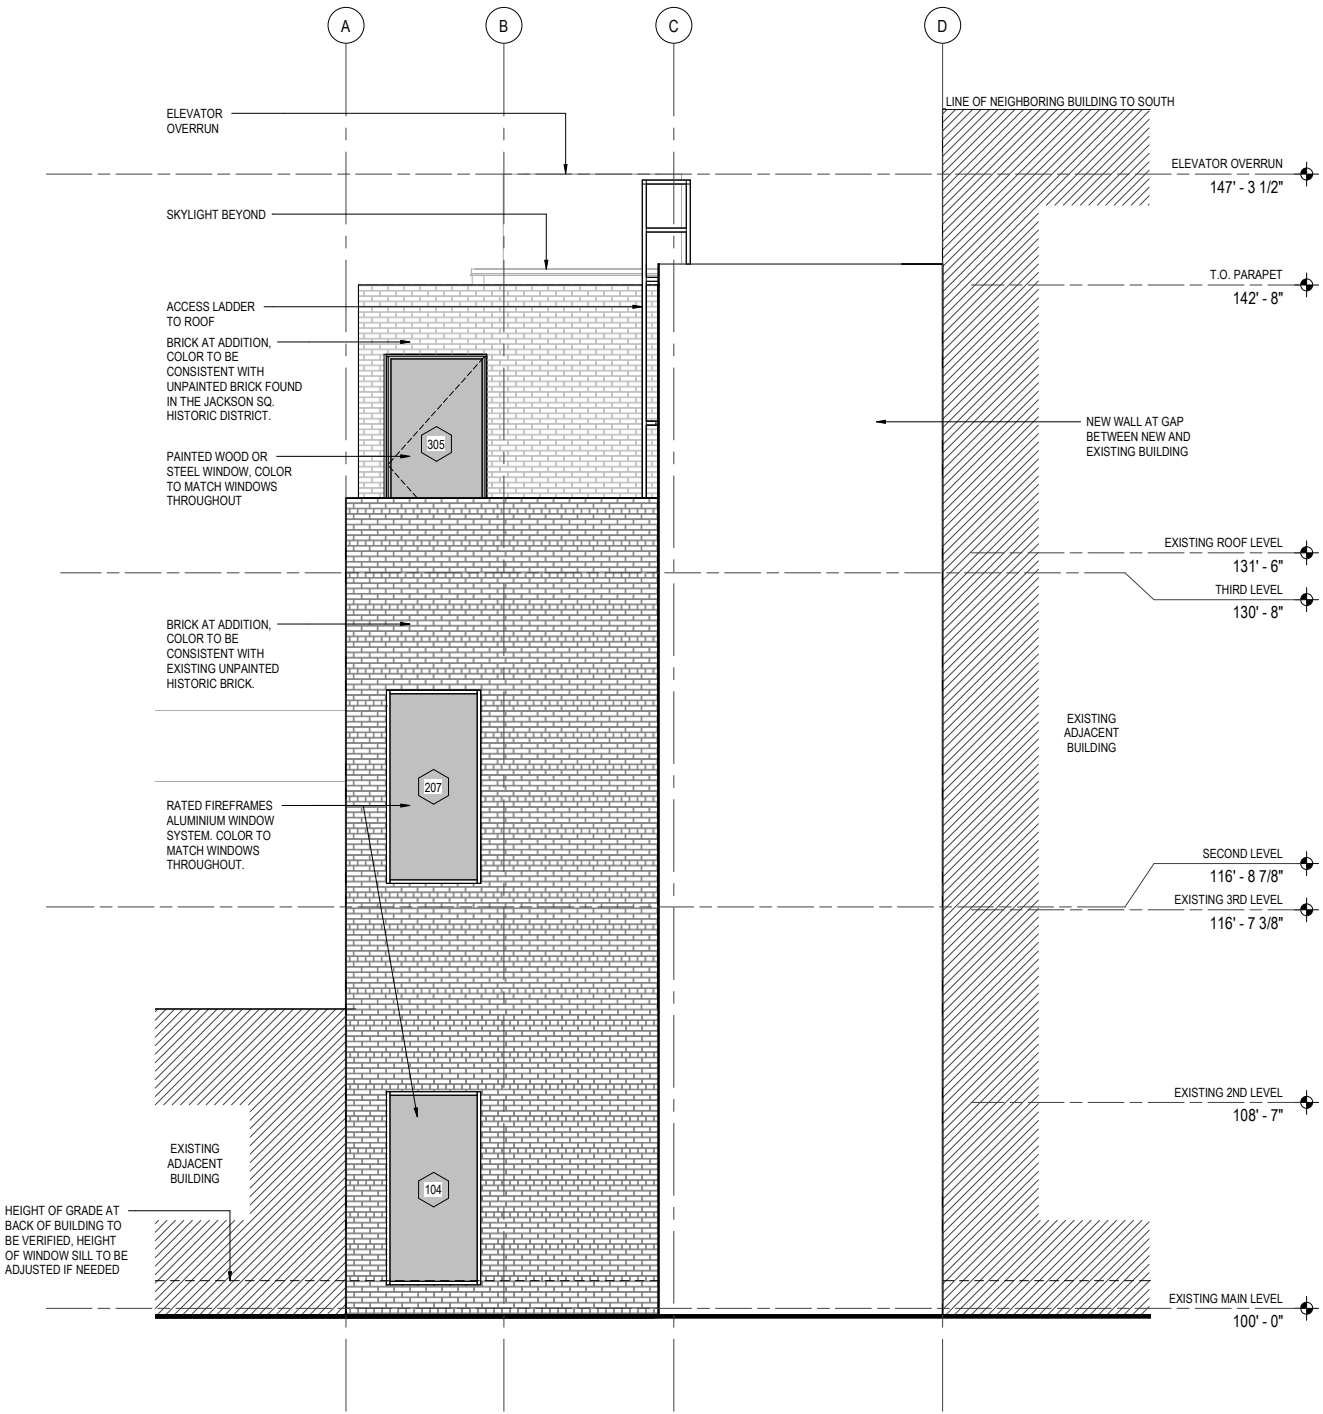 A
B
C
D
LINE OF NEIGHBORING BUILDING TO SOUTH
ELEVATOR
OVERRUN
ELEVATOR OVERRUN
147' - 3 1/2"
SKYLIGHT BEYOND
T.O. PARAPET
142' - 8"
ACCESS LADDER
TO ROOF
BRICK AT ADDITION,
COLOR TO BE
CONSISTENT WITH
UNPAINTED BRICK FOUND
IN THE JACKSON SQ.
HISTORIC DISTRICT.
305
PAINTED WOOD OR
STEEL WINDOW, COLOR
TO MATCH WINDOWS
THROUGHOUT
NEW WALL AT GAP
BETWEEN NEW AND
EXISTING BUILDING
EXISTING ROOF LEVEL
131' - 6"
THIRD LEVEL
130' - 8"
BRICK AT ADDITION,
COLOR TO BE
CONSISTENT WITH
EXISTING UNPAINTED
HISTORIC BRICK.
EXISTING
ADJACENT
BUILDING
207
RATED FIREFRAMES
ALUMINIUM WINDOW
SYSTEM. COLOR TO
MATCH WINDOWS
THROUGHOUT.
SECOND LEVEL
116' - 8 7/8"
EXISTING 3RD LEVEL
116' - 7 3/8"
EXISTING 2ND LEVEL
108' - 7"
EXISTING
ADJACENT
BUILDING
104
HEIGHT OF GRADE AT
BACK OF BUILDING TO
BE VERIFIED, HEIGHT
OF WINDOW SILL TO BE
ADJUSTED IF NEEDED
EXISTING MAIN LEVEL
100' - 0"